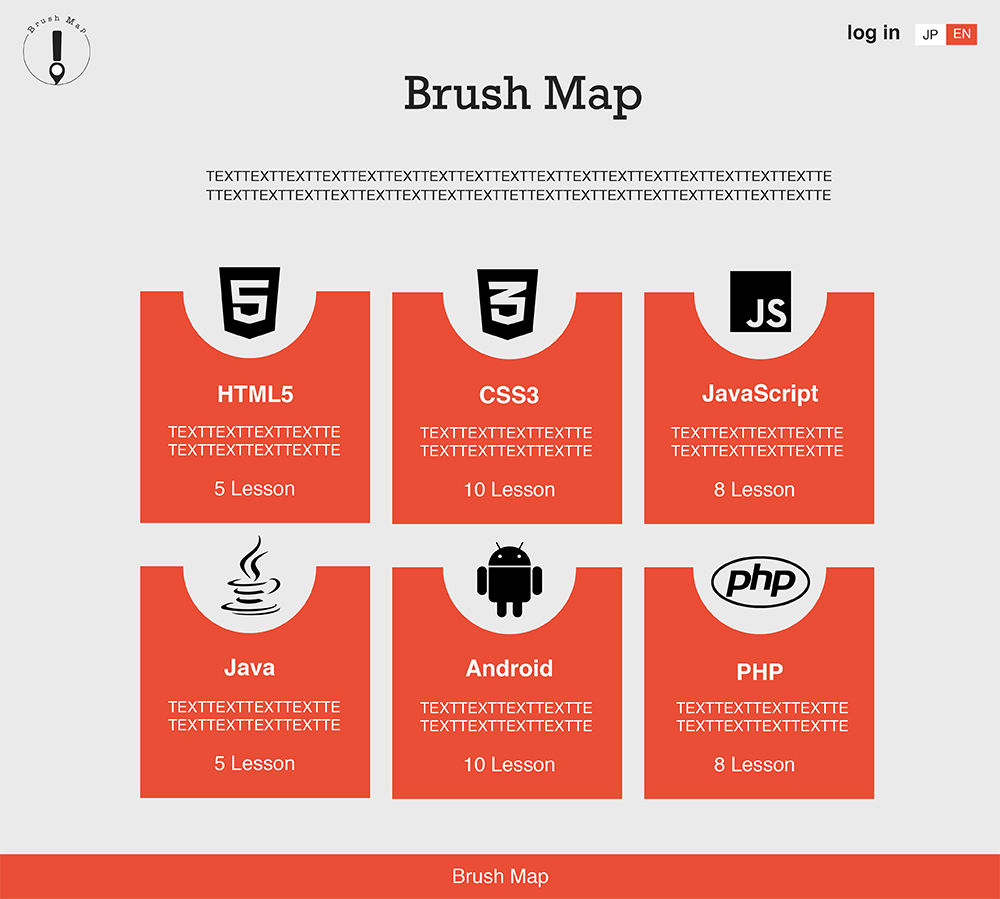 Brush Map
log in
JP EN
Brush Map
TEXTTEXTTEXTTEXTTEXTTEXTTEXTTEXTTEXTTEXTTEXTTEXTTEXTTEXTTEXTTEXTTE
TTEXTTEXTTEXTTEXTTEXTTEXTTEXTTETTEXTTEXTTEXTTEXTTEXTTEXTTEXTTEXTTE
5
3
JS
HTML5
TEXTTEXTTEXTTEXTTE
TEXTTEXTTEXTTEXTTE
5 Lesson
CSS3
TEXTTEXTTEXTTEXTTE
TEXTTEXTTEXTTEXTTE
10 Lesson
JavaScript
TEXTTEXTTEXTTEXTTE
TEXTTEXTTEXTTEXTTE
8 Lesson
php
Java
TEXTTEXTTEXTTEXTTE
TEXTTEXTTEXTTEXTTE
5 Lesson
Android
TEXTTEXTTEXTTEXTTE
TEXTTEXTTEXTTEXTTE
10 Lesson
PHP
TEXTTEXTTEXTTEXTTE
TEXTTEXTTEXTTEXTTE
8 Lesson
Brush Map